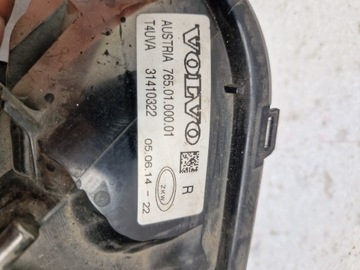 VOLVO
AUSTRIA 765.01.000.01
T4UVA 31410322
05.06.14 - 22
R
ZKW